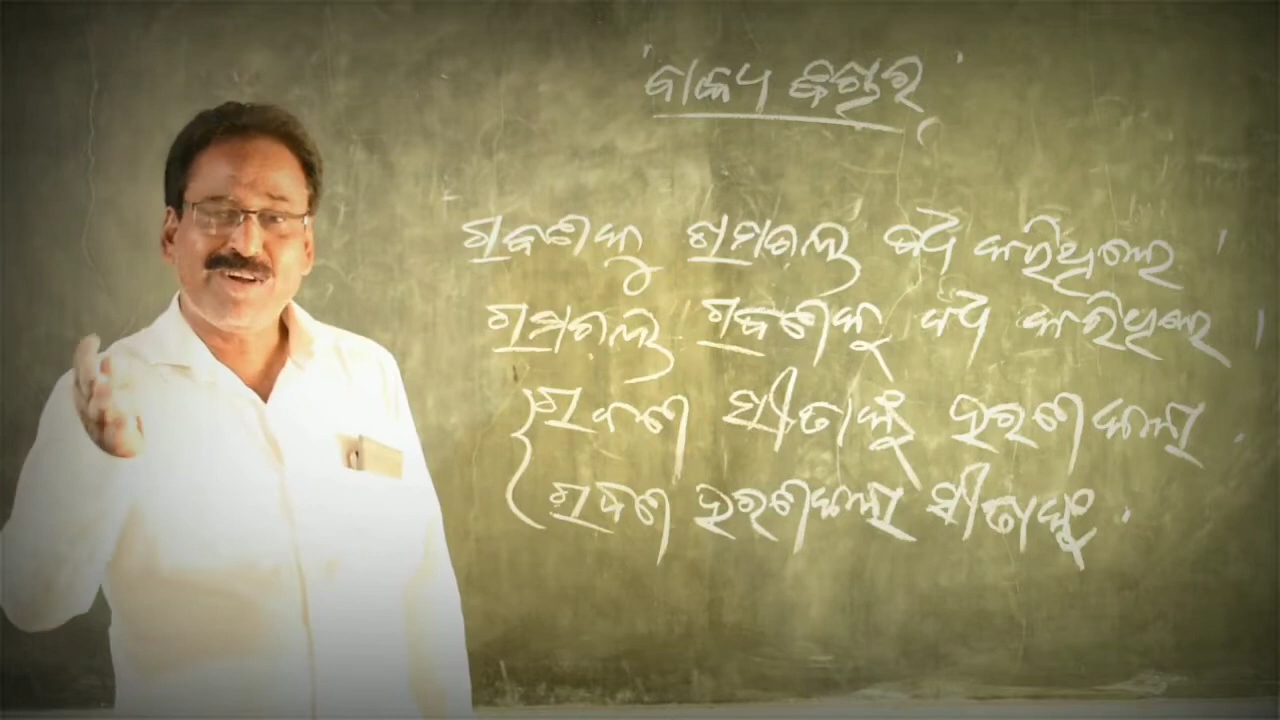 'ବାକ୍ୟ ବିଚାର'
ରାବଣକୁ ରାମଚନ୍ଦ୍ର ବଧ କରିଥିଲେ ।
ରାମଚନ୍ଦ୍ର ରାବଣକୁ ବଧ କରିଥିଲେ ।
ରାବଣ ସୀତାଙ୍କୁ ହରଣ କଲା .
ରାବଣ ହରଣ କଲା ସୀତାଙ୍କୁ .